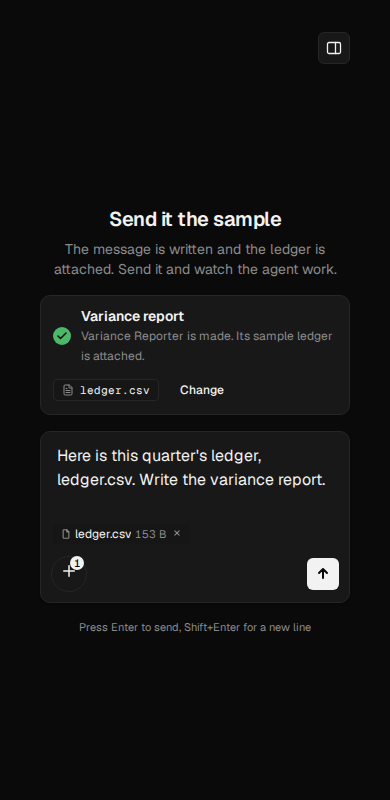 Send it the sample
The message is written and the ledger is
attached. Send it and watch the agent work.
Variance report
Variance Reporter is made. Its sample ledger
is attached.
ledger.csv
Change
Here is this quarter's ledger,
ledger.csv. Write the variance report.
ledger.csv 153 B ×
1
Press Enter to send, Shift+Enter for a new line